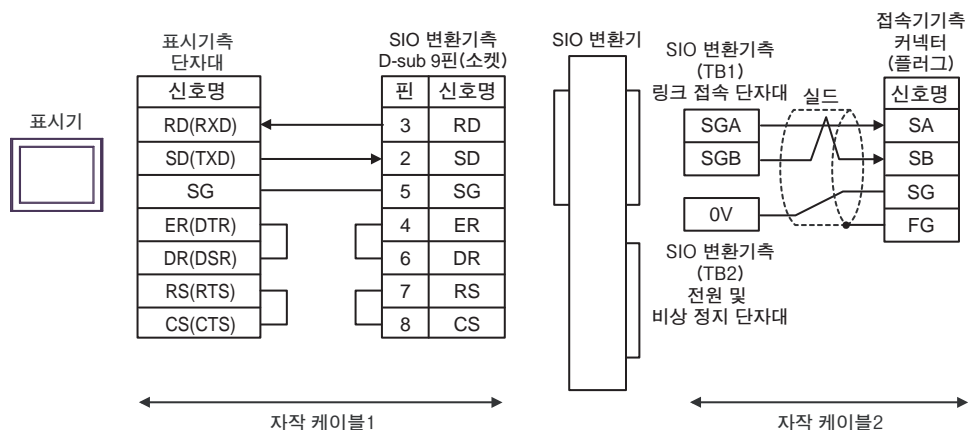 표시기
표시기측
단자대
신호명
RD(RXD)
SD(TXD)
SG
ER(DTR)
DR(DSR)
RS(RTS)
CS(CTS)
SIO 변환기측
D-sub 9핀(소켓)
핀 신호명
3 RD
2 SD
5 SG
4 ER
6 DR
7 RS
8 CS
자작 케이블1
SIO 변환기
SIO 변환기측
(TB1)
링크 접속 단자대
SGA
SGB
0V
SIO 변환기측
(TB2)
전원 및
비상 정지 단자대
실드
접속기기측
커넥터
(플러그)
신호명
SA
SB
SG
FG
자작 케이블2